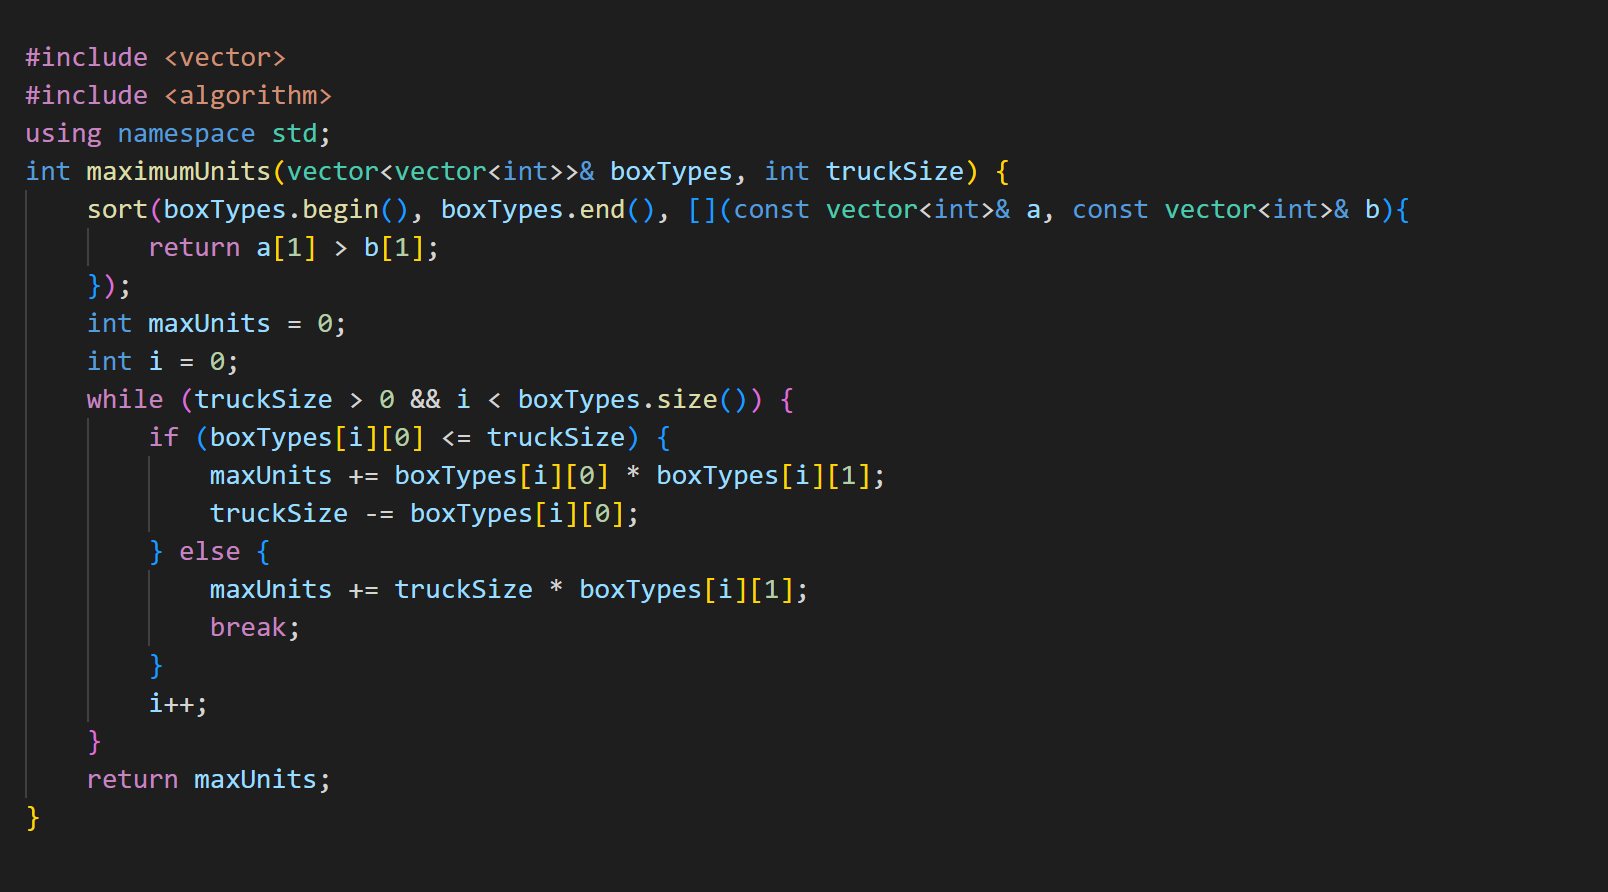 #include <vector>
#include <algorithm>
using namespace std;
int maximumUnits(vector<vector<int>>& boxTypes, int truckSize) {
    sort(boxTypes.begin(), boxTypes.end(), [](const vector<int>& a, const vector<int>& b){
        return a[1] > b[1];
    });
    int maxUnits = 0;
    int i = 0;
    while (truckSize > 0 && i < boxTypes.size()) {
        if (boxTypes[i][0] <= truckSize) {
            maxUnits += boxTypes[i][0] * boxTypes[i][1];
            truckSize -= boxTypes[i][0];
        } else {
            maxUnits += truckSize * boxTypes[i][1];
            break;
        }
        i++;
    }
    return maxUnits;
}